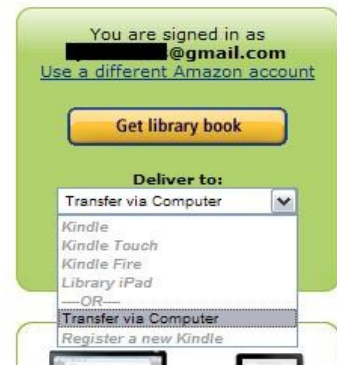 You are signed in as
@gmail.com
Use a different Amazon account
Get library book
Deliver to:
Transfer via Computer
Kindle
Kindle Touch
Kindle Fire
Library iPad
----OR----
Transfer via Computer
Register a new Kindle